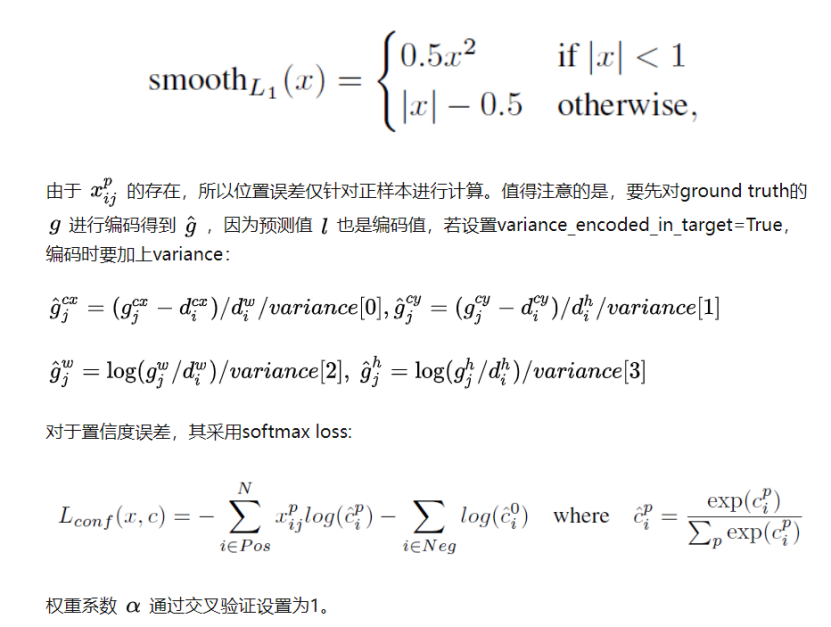 smooth_{L_1}(x) = { 0.5x^2 if |x| < 1
|x| − 0.5 otherwise,
由于 x_{ij}^p 的存在，所以位置误差仅针对正样本进行计算。值得注意的是，要先对ground truth的
g 进行编码得到 ĝ ，因为预测值 l 也是编码值，若设置variance_encoded_in_target=True，
编码时要加上variance：
ĝ_j^{cx} = (g_j^{cx} − d_i^{cx})/d_i^w/variance[0], ĝ_j^{cy} = (g_j^{cy} − d_i^{cy})/d_i^h/variance[1]
ĝ_j^w = log(g_j^w/d_i^w)/variance[2], ĝ_j^h = log(g_j^h/d_i^h)/variance[3]
对于置信度误差，其采用softmax loss:
L_{conf}(x, c) = − ∑_{i∈Pos}^N x_{ij}^p log(ĉ_i^p) − ∑_{i∈Neg} log(ĉ_i^0) where ĉ_i^p = exp(c_i^p) / ∑_p exp(c_i^p)
权重系数 α 通过交叉验证设置为1。